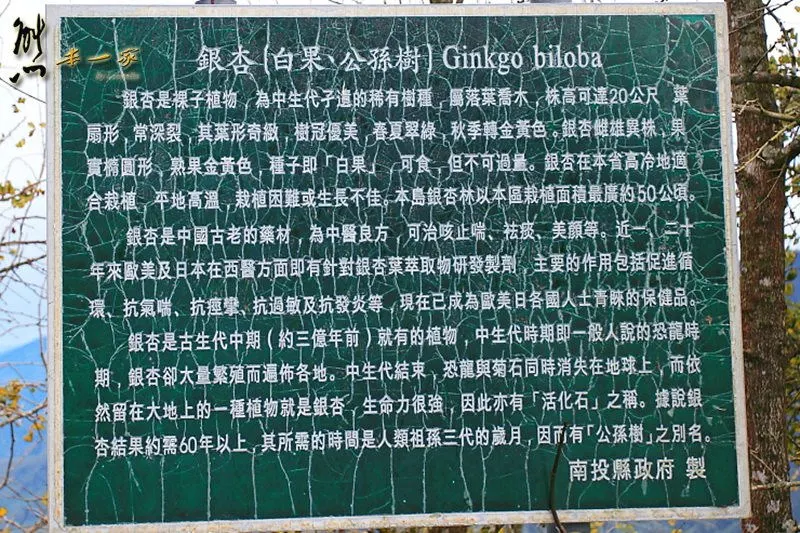 銀杏(白果、公孫樹) Ginkgo biloba
銀杏是裸子植物,為中生代孑遺的稀有樹種,屬落葉喬木,株高可達20公尺 葉
扇形,常深裂,其葉形奇緻 樹冠優美 春夏翠綠,秋季轉金黃色。銀杏雌雄異株,果
實橢圓形,熟果金黃色,種子即「白果」,可食,但不可過量。銀杏在本省高冷地適
合栽植,平地高溫,栽植困難或生長不佳。本島銀杏林以本區栽植面積最廣約50公頃。
銀杏是中國古老的藥材,為中醫良方,可治咳止喘、袪痰、美顏等。近一、二十
年來歐美及日本在西醫方面即有針對銀杏葉萃取物研發製劑,主要的作用包括促進循
環、抗氣喘、抗痙攣、抗過敏及抗發炎等,現在已成為歐美日各國人士青睞的保健品。
銀杏是古生代中期(約三億年前)就有的植物,中生代時期即一般人說的恐龍時
期,銀杏卻大量繁殖而遍佈各地。中生代結束,恐龍與菊石同時消失在地球上,而依
然留在大地上的一種植物就是銀杏,生命力很強,因此亦有「活化石」之稱。據說銀
杏結果約需60年以上,其所需的時間是人類祖孫三代的歲月,因而有「公孫樹」之別名。
南投縣政府 製